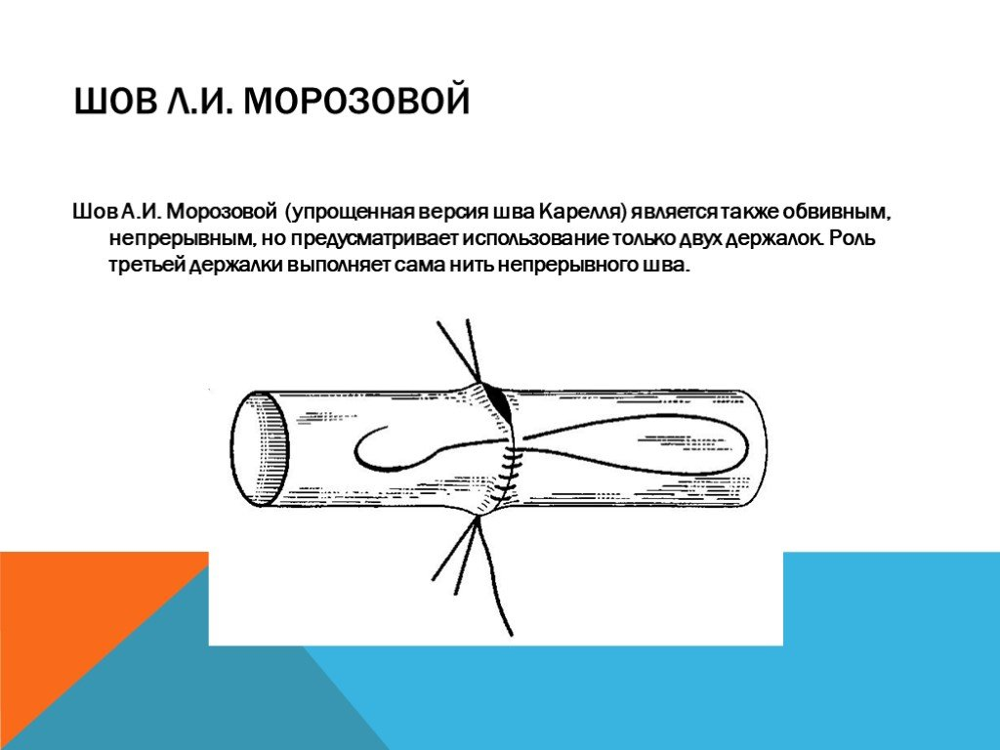 ШОВ Л.И. МОРОЗОВОЙ
Шов А.И. Морозовой (упрощенная версия шва Карелля) является также обвивным,
непрерывным, но предусматривает использование только двух держалок. Роль
третьей держалки выполняет сама нить непрерывного шва.